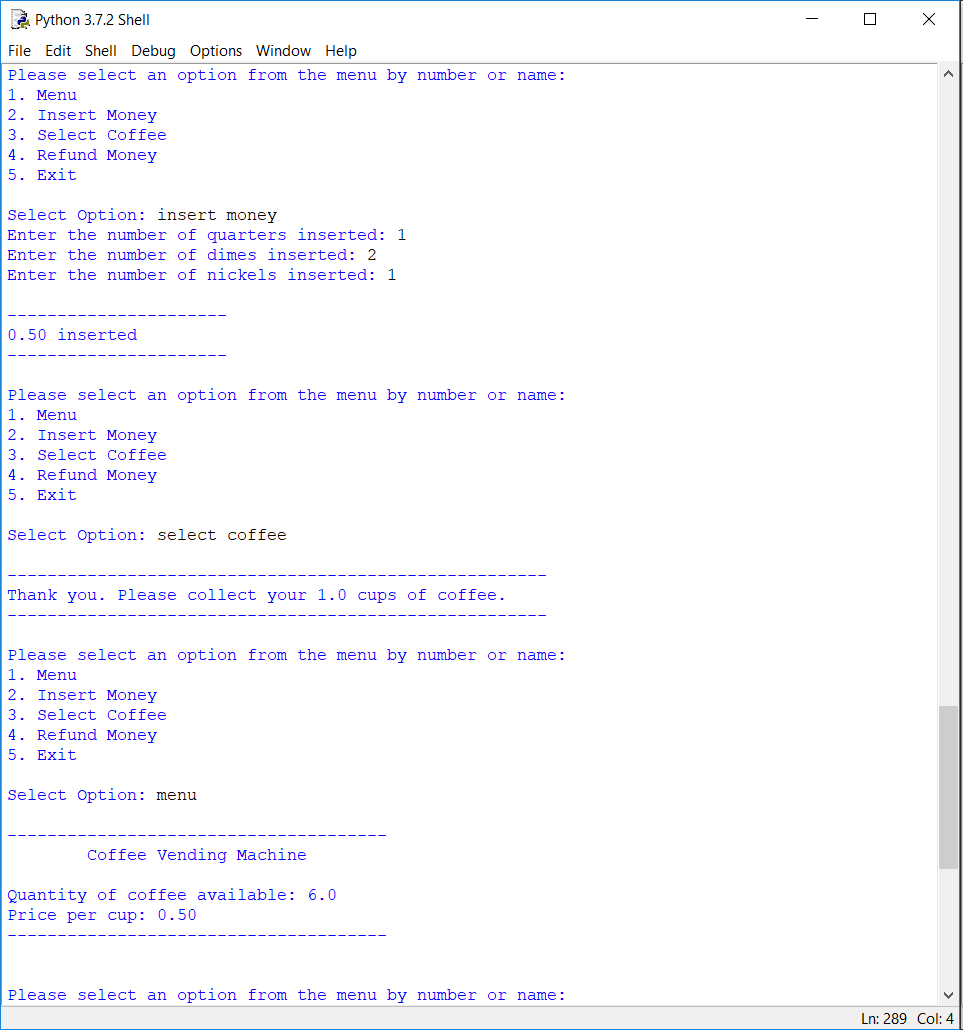 Python 3.7.2 Shell
File Edit Shell Debug Options Window Help
Please select an option from the menu by number or name:
1. Menu
2. Insert Money
3. Select Coffee
4. Refund Money
5. Exit
Select Option: insert money
Enter the number of quarters inserted: 1
Enter the number of dimes inserted: 2
Enter the number of nickels inserted: 1
----------------------
0.50 inserted
----------------------
Please select an option from the menu by number or name:
1. Menu
2. Insert Money
3. Select Coffee
4. Refund Money
5. Exit
Select Option: select coffee
------------------------------------------------------
Thank you. Please collect your 1.0 cups of coffee.
------------------------------------------------------
Please select an option from the menu by number or name:
1. Menu
2. Insert Money
3. Select Coffee
4. Refund Money
5. Exit
Select Option: menu
--------------------------------------
Coffee Vending Machine
Quantity of coffee available: 6.0
Price per cup: 0.50
--------------------------------------
Please select an option from the menu by number or name:
Ln: 289 Col: 4